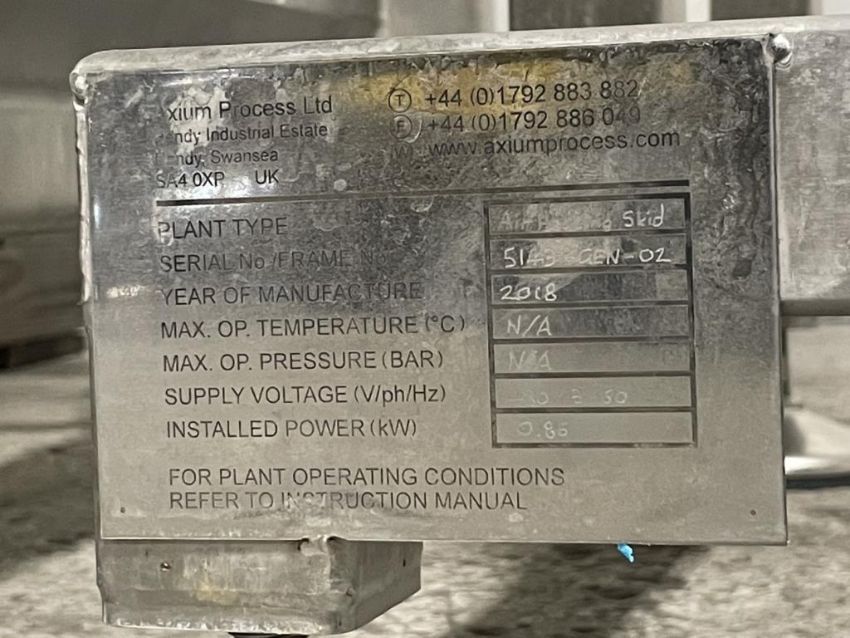 xium Process Ltd
ndy Industrial Estate
ndy, Swansea
SA4 0XP UK
T +44 (0)1792 883 882
F +44 (0)1792 886 049
www.axiumprocess.com
PLANT TYPE Skid
SERIAL No./FRAME N GEN-02
YEAR OF MANUFACTURE 2018
MAX. OP. TEMPERATURE (°C) N/A
MAX. OP. PRESSURE (BAR) N/A
SUPPLY VOLTAGE (V/ph/Hz) 50
INSTALLED POWER (kW) 0.85
FOR PLANT OPERATING CONDITIONS
REFER TO INSTRUCTION MANUAL